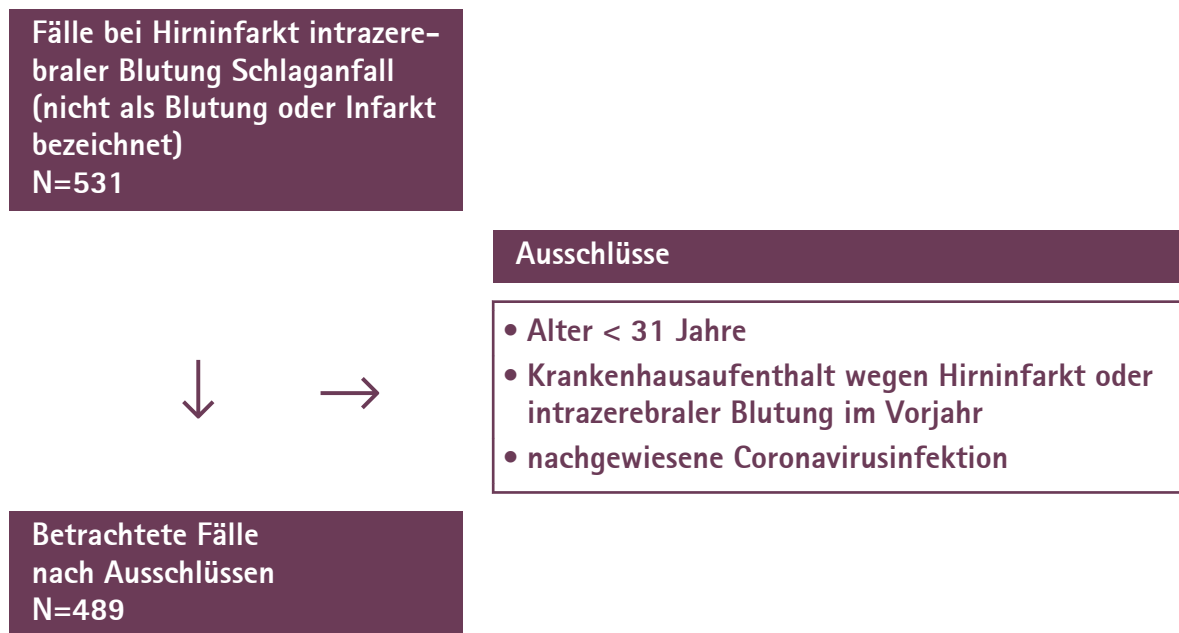 Fälle bei Hirninfarkt intrazere-
braler Blutung Schlaganfall
(nicht als Blutung oder Infarkt
bezeichnet)
N=531
Ausschlüsse
• Alter < 31 Jahre
• Krankenhausaufenthalt wegen Hirninfarkt oder
intrazerebraler Blutung im Vorjahr
• nachgewiesene Coronavirusinfektion
Betrachtete Fälle
nach Ausschlüssen
N=489